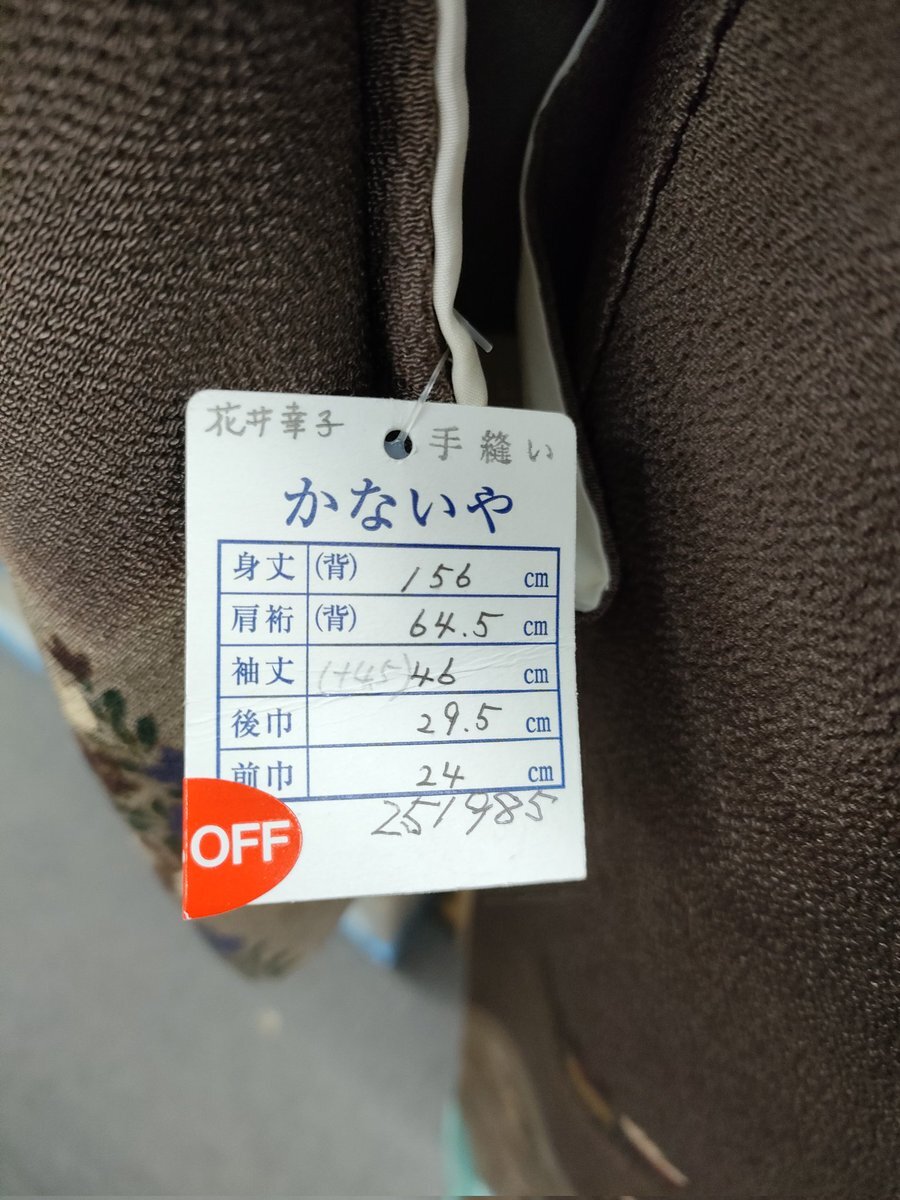 花井幸子
手縫い
かないや
身丈 (背) 156 cm
肩裄 (背) 64.5 cm
袖丈 (+45) 46 cm
後巾 29.5 cm
前巾 24 cm
251985
OFF